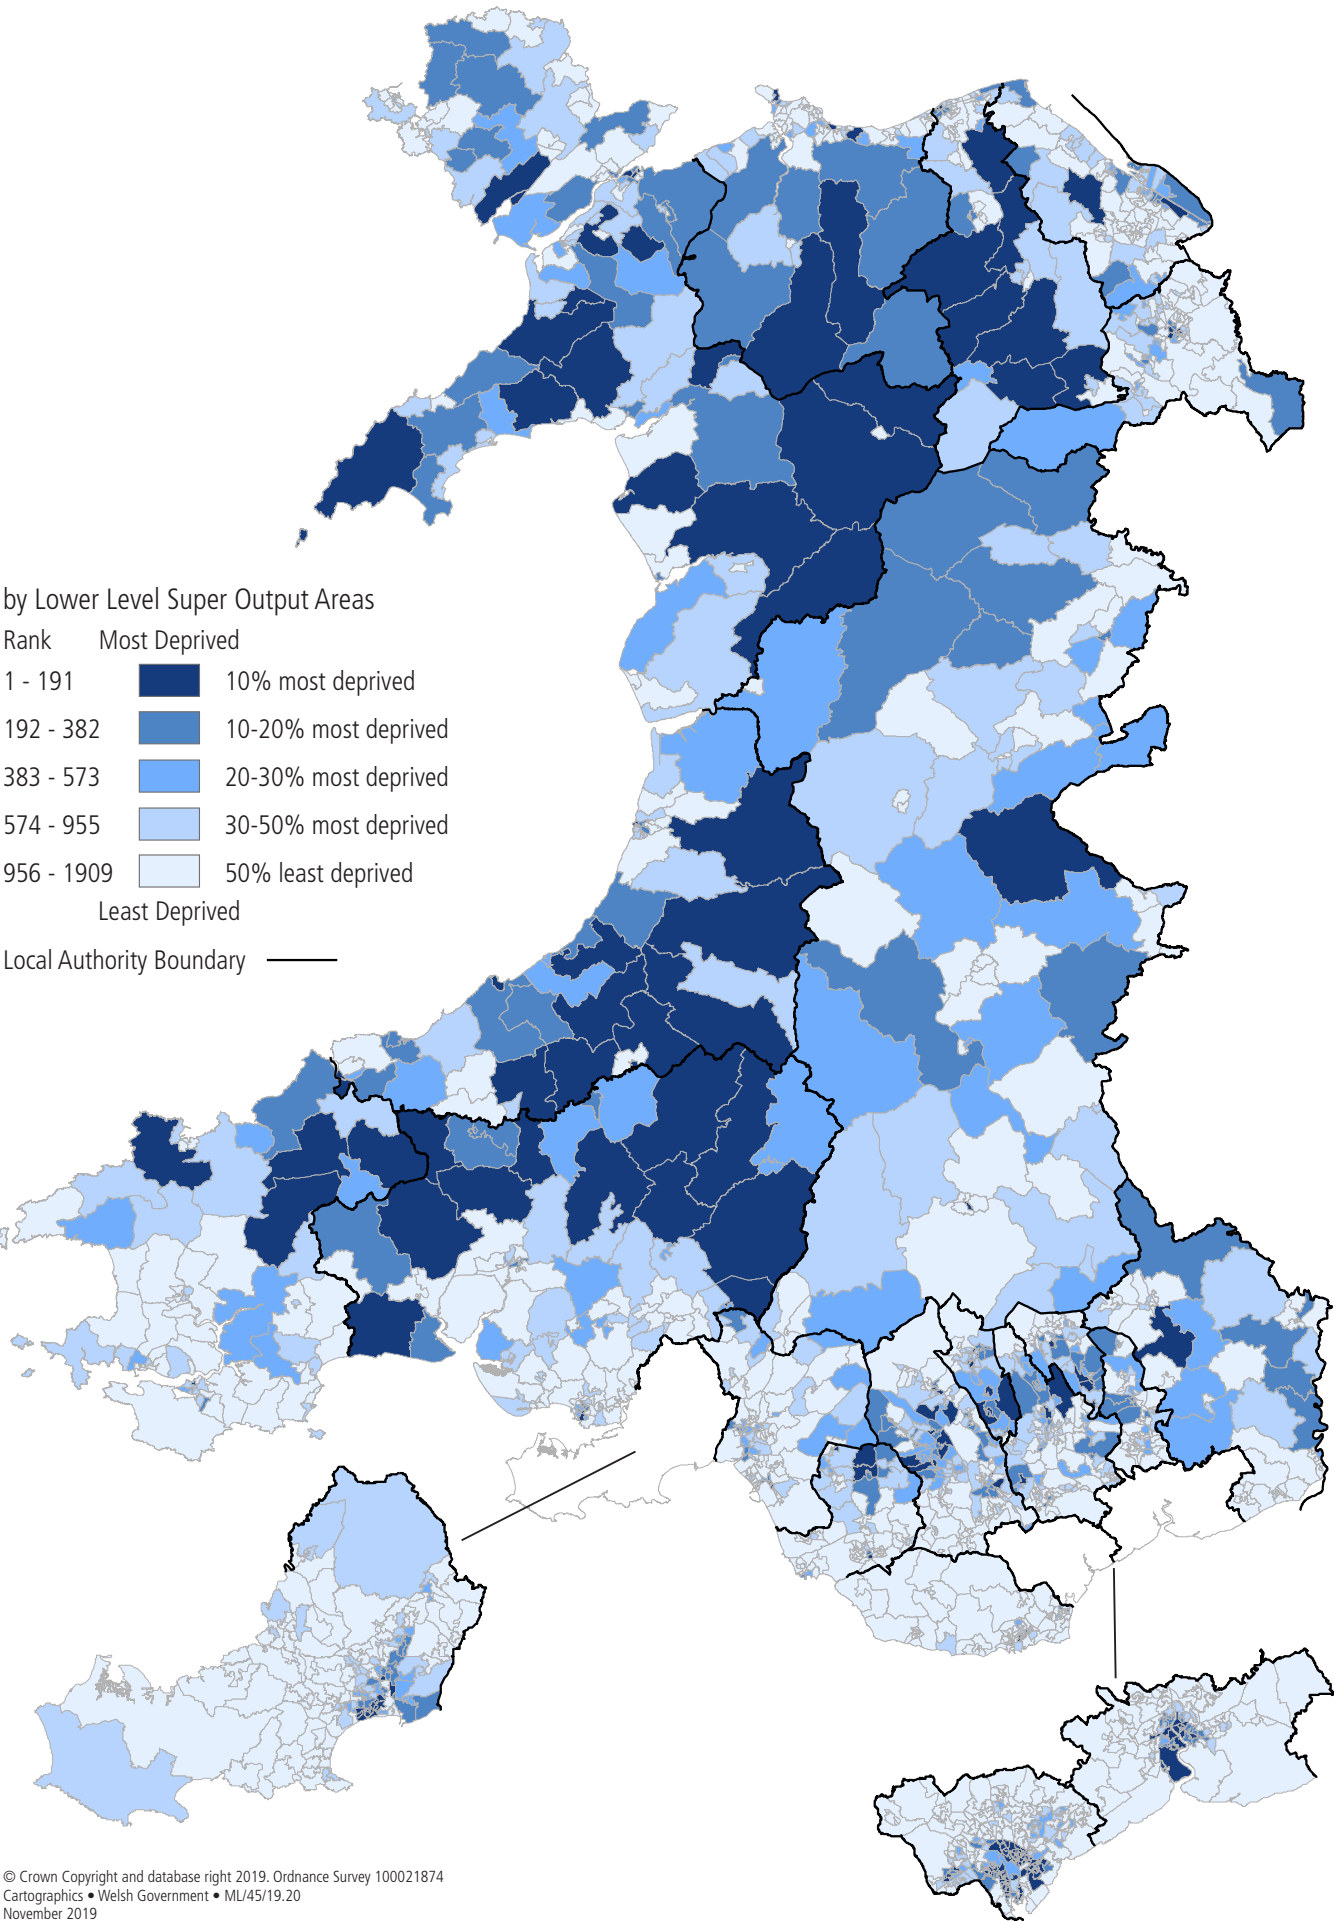 by Lower Level Super Output Areas
Rank Most Deprived
1 - 191 10% most deprived
192 - 382 10-20% most deprived
383 - 573 20-30% most deprived
574 - 955 30-50% most deprived
956 - 1909 50% least deprived
Least Deprived
Local Authority Boundary
© Crown Copyright and database right 2019. Ordnance Survey 100021874
Cartographics • Welsh Government • ML/45/19.20
November 2019